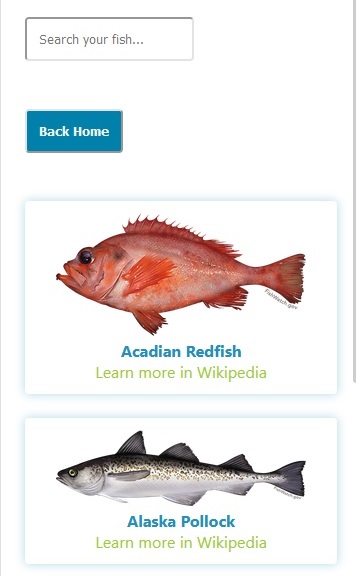 Search your fish...
Back Home
FishWatch.gov
Acadian Redfish
Learn more in Wikipedia
FishWatch.gov
Alaska Pollock
Learn more in Wikipedia